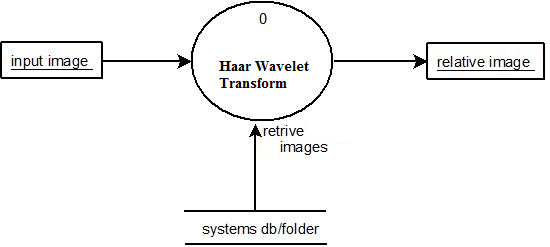 0
input image
Haar Wavelet
Transform
relative image
retrive
images
systems db/folder